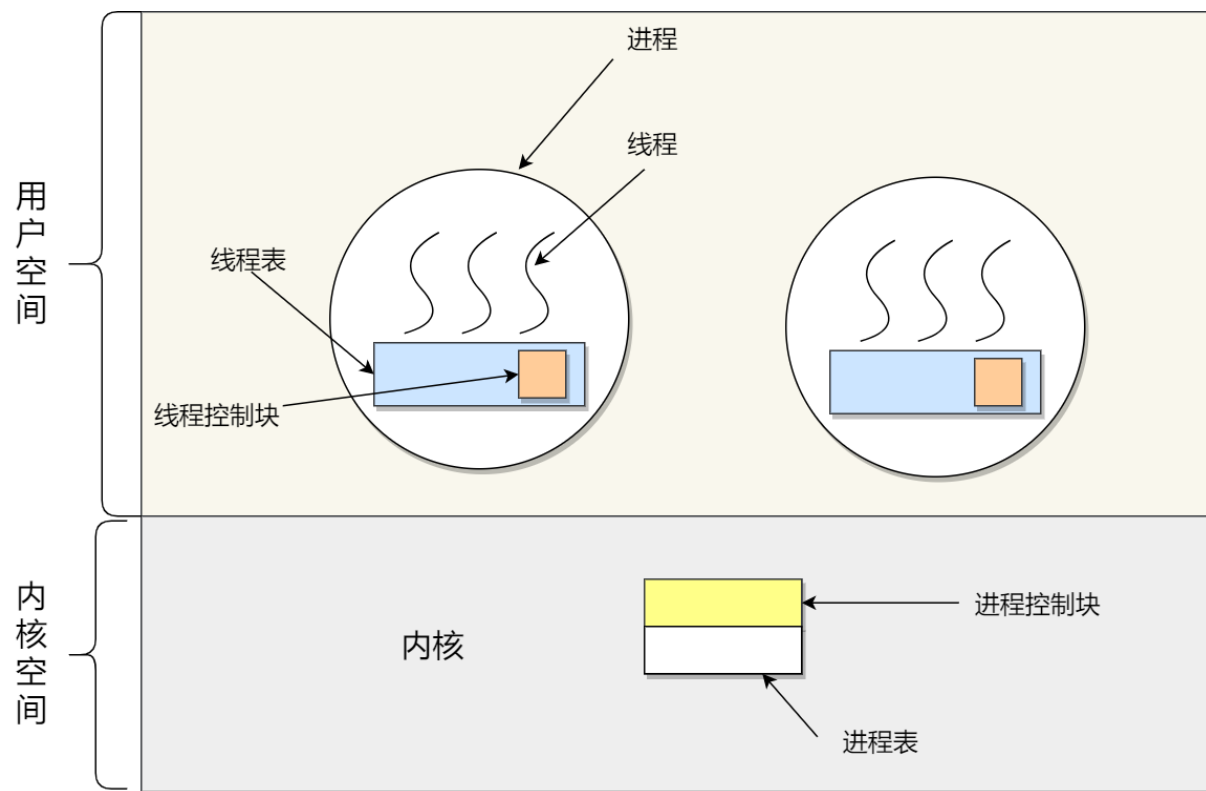 进程
线程
用户空间
线程表
线程控制块
内核空间
进程控制块
内核
进程表